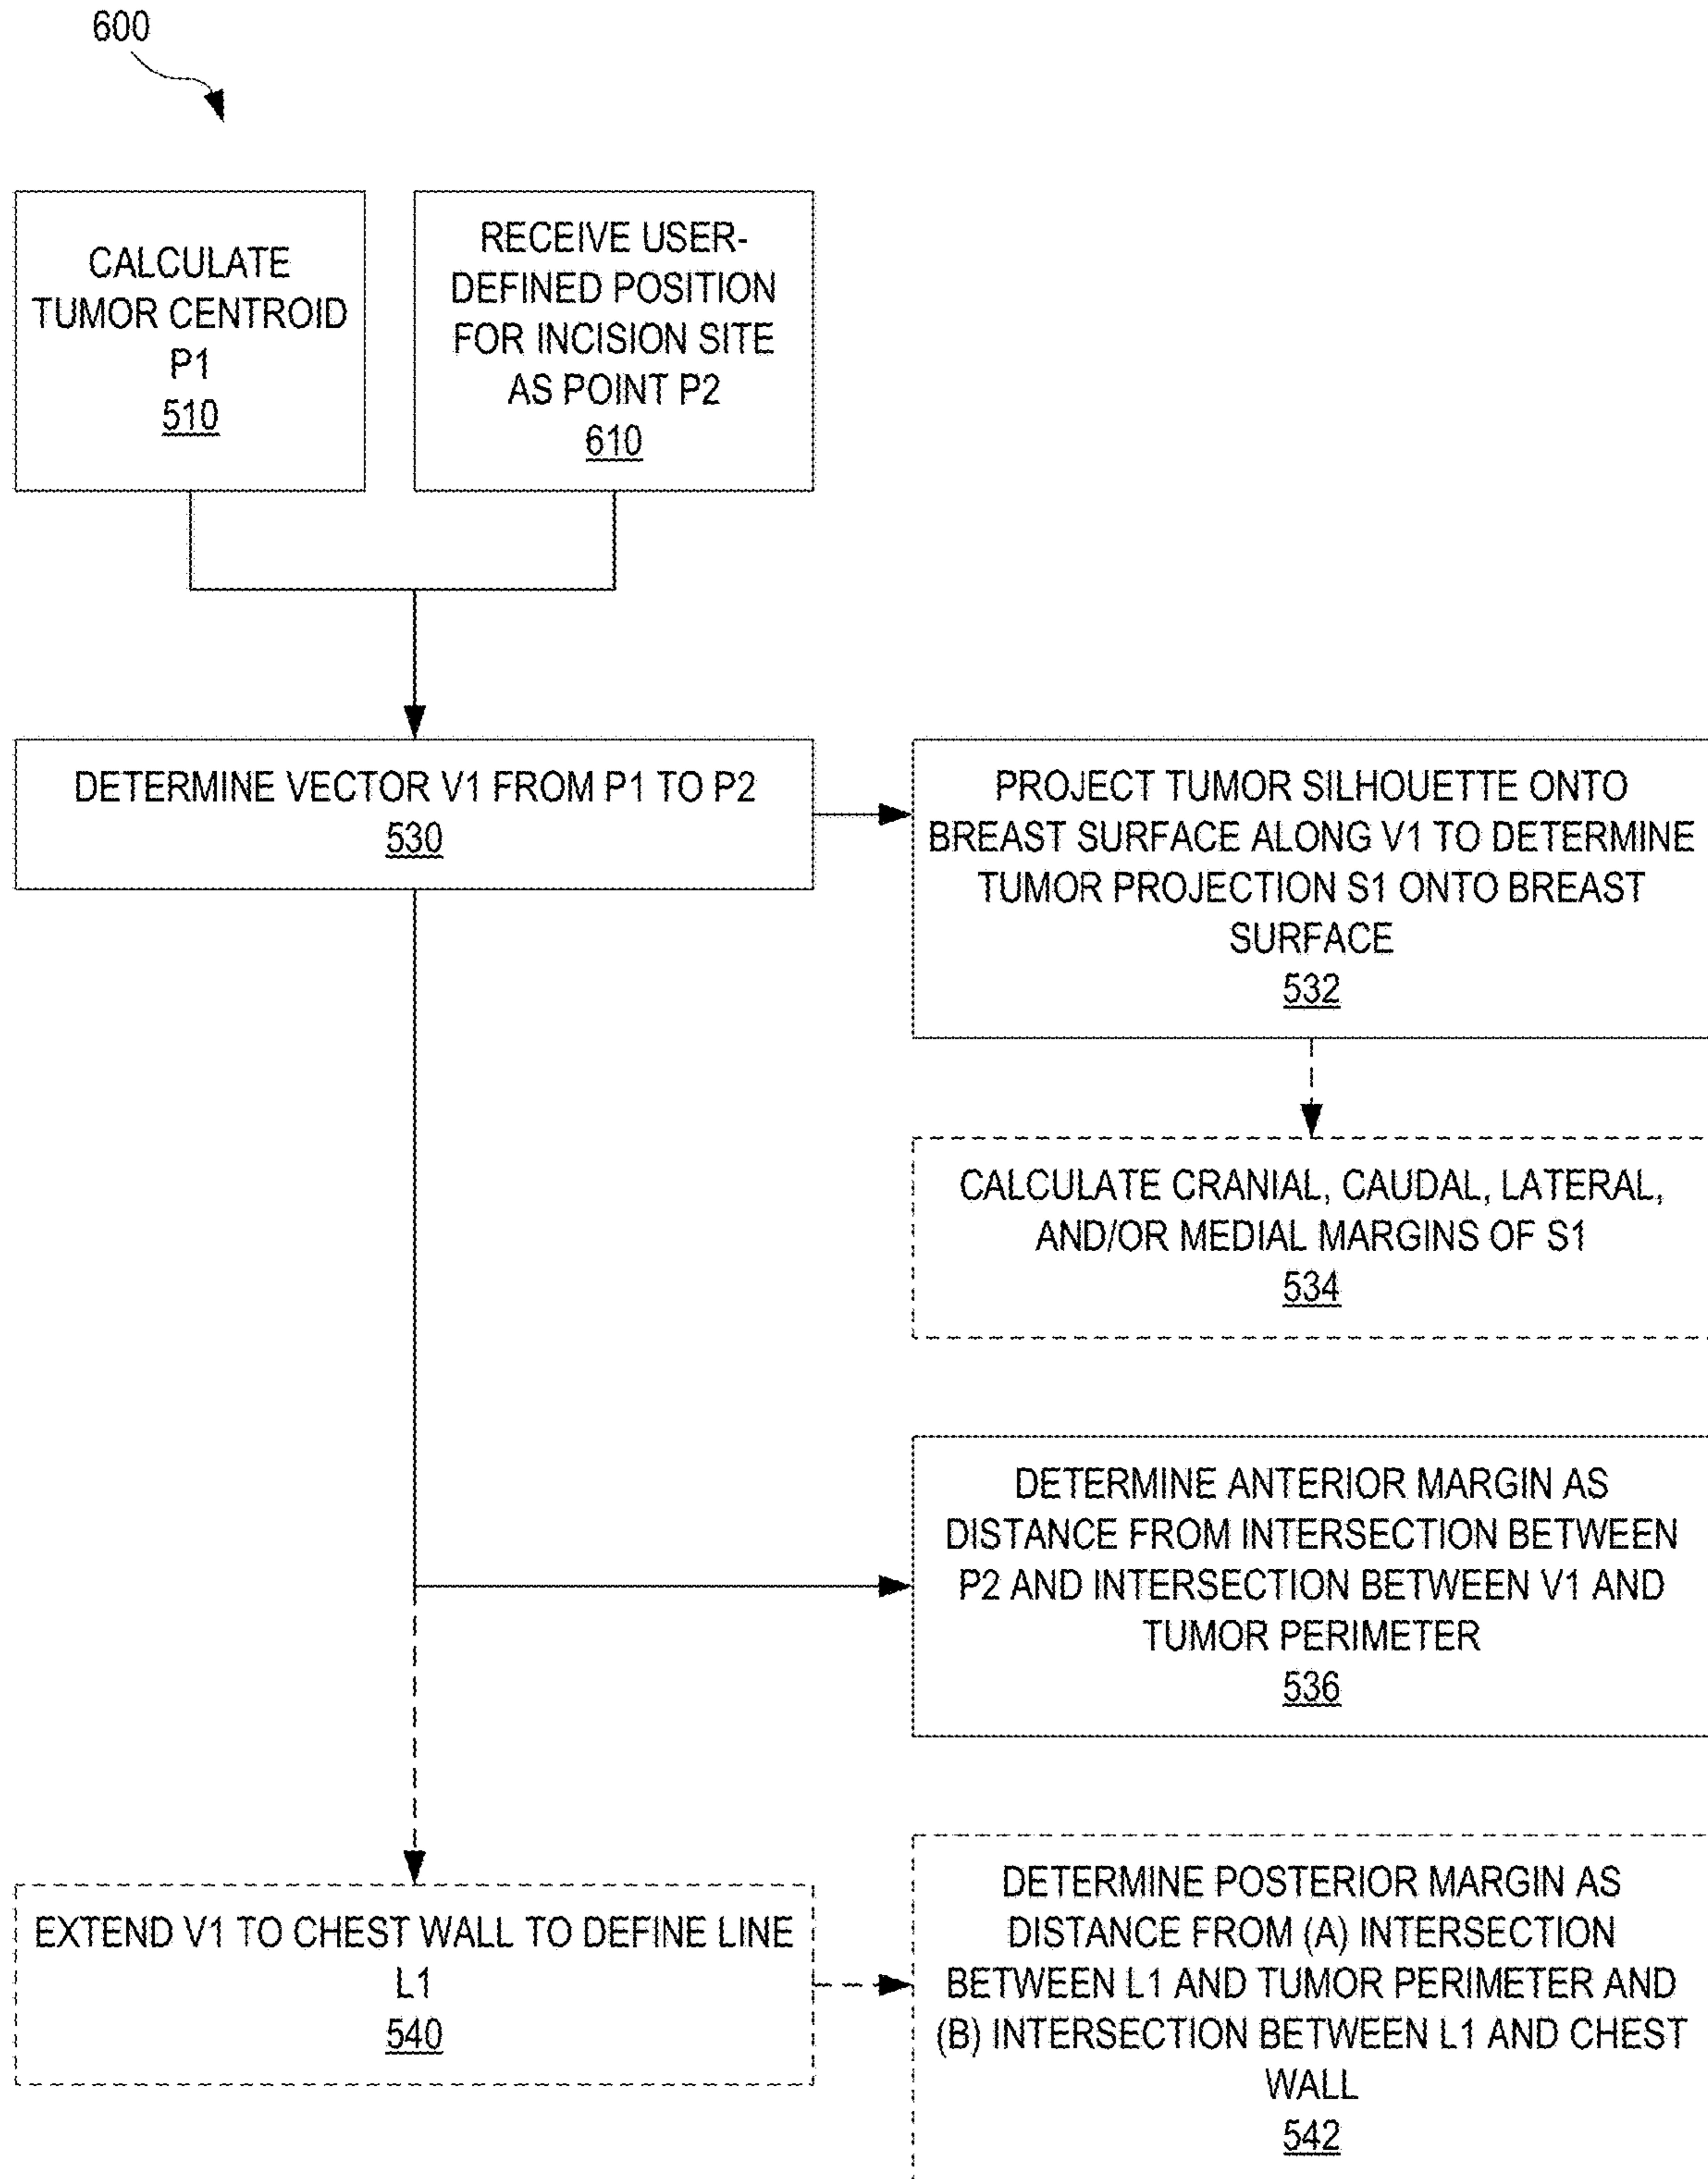 600
CALCULATE
TUMOR CENTROID
P1
510
RECEIVE USER-
DEFINED POSITION
FOR INCISION SITE
AS POINT P2
610
DETERMINE VECTOR V1 FROM P1 TO P2
530
PROJECT TUMOR SILHOUETTE ONTO
BREAST SURFACE ALONG V1 TO DETERMINE
TUMOR PROJECTION S1 ONTO BREAST
SURFACE
532
CALCULATE CRANIAL, CAUDAL, LATERAL,
AND/OR MEDIAL MARGINS OF S1
534
DETERMINE ANTERIOR MARGIN AS
DISTANCE FROM INTERSECTION BETWEEN
P2 AND INTERSECTION BETWEEN V1 AND
TUMOR PERIMETER
536
EXTEND V1 TO CHEST WALL TO DEFINE LINE
L1
540
DETERMINE POSTERIOR MARGIN AS
DISTANCE FROM (A) INTERSECTION
BETWEEN L1 AND TUMOR PERIMETER AND
(B) INTERSECTION BETWEEN L1 AND CHEST
WALL
542